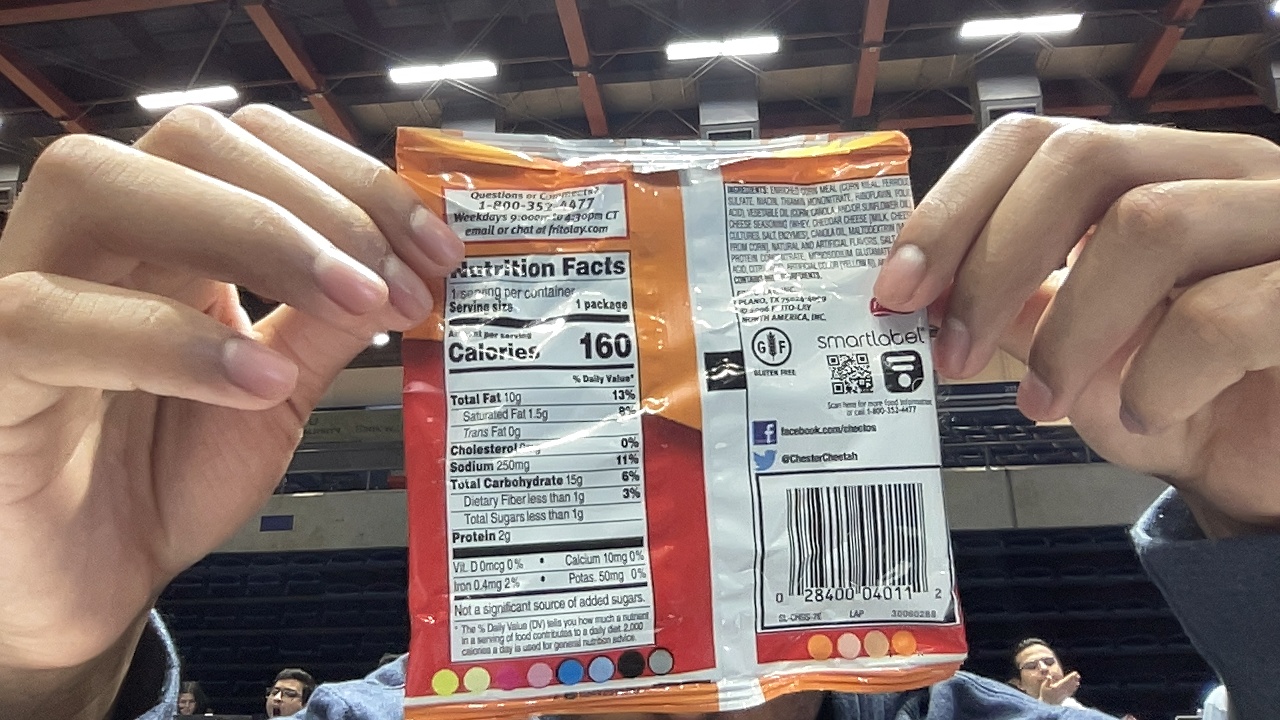 Questions or Comments?
1-800-352-4477
Weekdays 9:00am to 4:30pm CT
email or chat at fritolay.com
Nutrition Facts
1 serving per container
Serving size 1 package
Amount per serving
Calories 160
% Daily Value*
Total Fat 10g 13%
Saturated Fat 1.5g 8%
Trans Fat 0g
Cholesterol 0mg 0%
Sodium 250mg 11%
Total Carbohydrate 15g 6%
Dietary Fiber less than 1g 3%
Total Sugars less than 1g
Protein 2g
Vit. D 0mcg 0% • Calcium 10mg 0%
Iron 0.4mg 2% • Potas. 50mg 0%
Not a significant source of added sugars.
* The % Daily Value (DV) tells you how much a nutrient
in a serving of food contributes to a daily diet. 2,000
calories a day is used for general nutrition advice.
INGREDIENTS: ENRICHED CORN MEAL (CORN MEAL, FERROUS
SULFATE, NIACIN, THIAMIN MONONITRATE, RIBOFLAVIN,
ACID), VEGETABLE OIL (CORN, CANOLA, AND/OR SUNFLOWER OIL),
CHEESE SEASONING (WHEY, CHEDDAR CHEESE [MILK, CHEESE
CULTURES, SALT, ENZYMES], CANOLA OIL, MALTODEXTRIN
FROM CORN], NATURAL AND ARTIFICIAL FLAVORS, SALT,
PROTEIN CONCENTRATE, MONOSODIUM GLUTAMATE,
ACID, CITRIC ACID, ARTIFICIAL COLOR [YELLOW 6],
CONTAINS MILK INGREDIENTS.
PLANO, TX 75024-4099
FRITO-LAY
NORTH AMERICA, INC.
GF
GLUTEN FREE
smartlabel
Scan here for more food information
or call 1-800-352-4477
facebook.com/cheetos
@ChesterCheetah
0 28400 04011 2
LAP 30060288